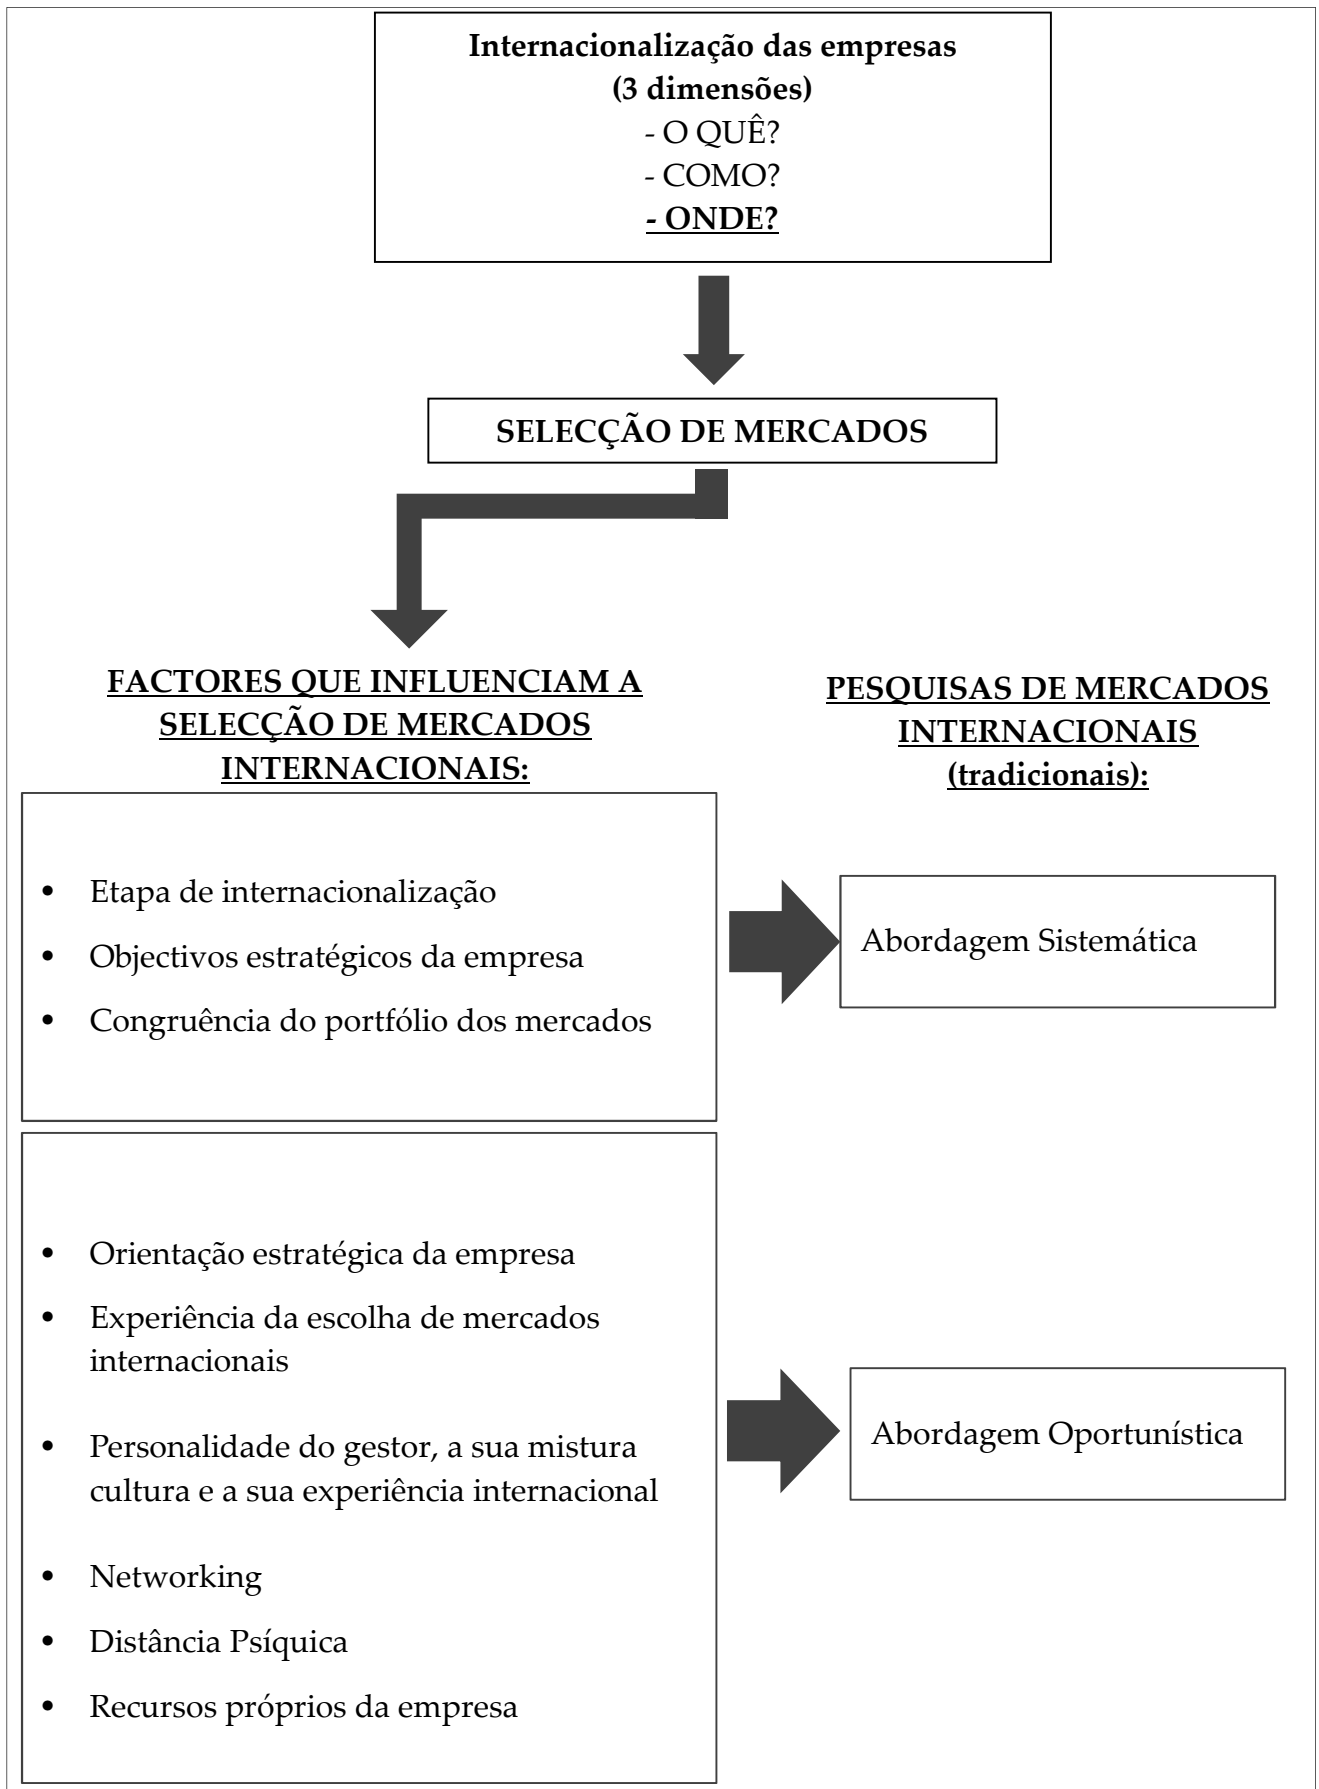 Internacionalização das empresas
(3 dimensões)
- O QUÊ?
- COMO?
- ONDE?
SELECÇÃO DE MERCADOS
FACTORES QUE INFLUENCIAM A
SELECÇÃO DE MERCADOS
INTERNACIONAIS:
PESQUISAS DE MERCADOS
INTERNACIONAIS
(tradicionais):
• Etapa de internacionalização
• Objectivos estratégicos da empresa
• Congruência do portfólio dos mercados
Abordagem Sistemática
• Orientação estratégica da empresa
• Experiência da escolha de mercados
internacionais
• Personalidade do gestor, a sua mistura
cultura e a sua experiência internacional
• Networking
• Distância Psíquica
• Recursos próprios da empresa
Abordagem Oportunística